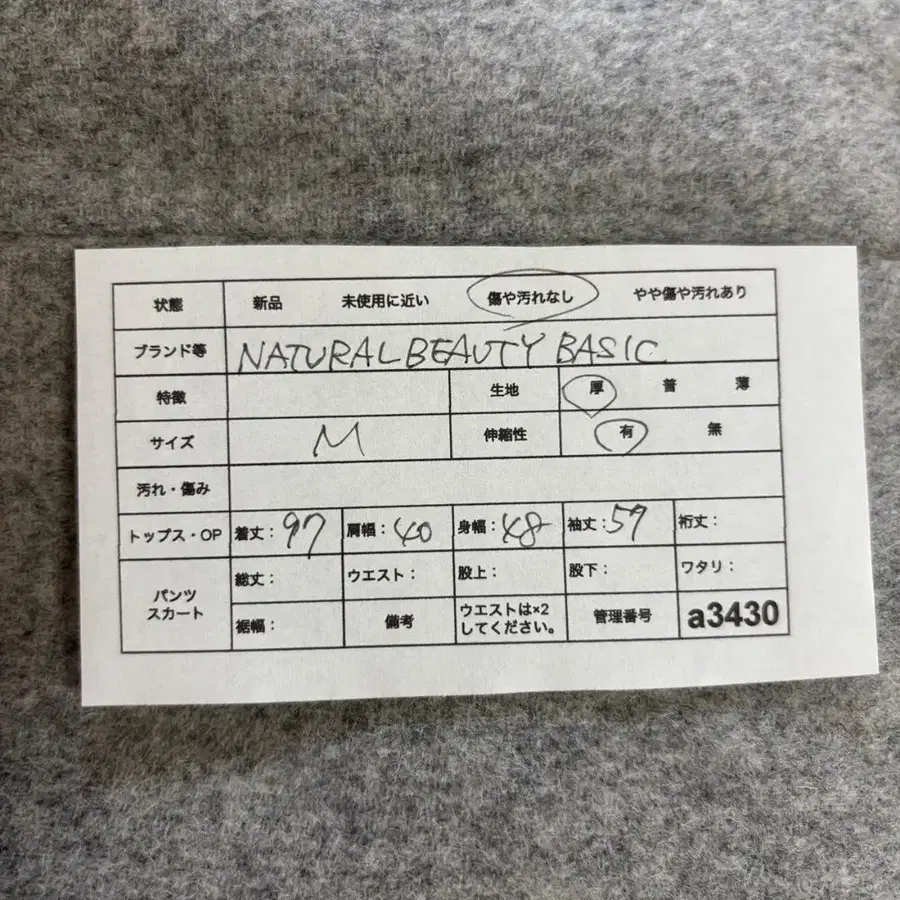 状態 新品 未使用に近い 傷や汚れなし やや傷や汚れあり
ブランド等 NATURAL BEAUTY BASIC
特徴 生地 厚 普 薄
サイズ M 伸縮性 有 無
汚れ・傷み
トップス・OP 着丈：97 肩幅：40 身幅：48 袖丈：57 裄丈：
パンツ
スカート
総丈： ウエスト： 股上： 股下： ワタリ：
裾幅： 備考 ウエストは×2
してください。 管理番号 a3430